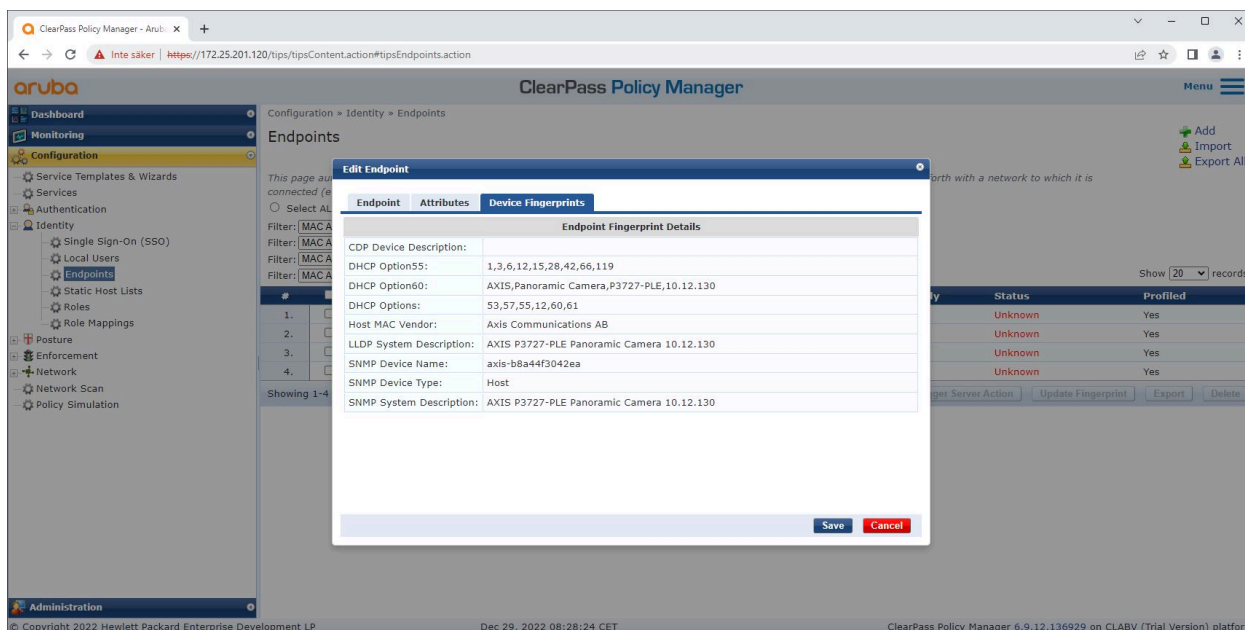 ClearPass Policy Manager - Arub
Inte säker | https://172.25.201.120/tips/tipsContent.action#tipsEndpoints.action
aruba
ClearPass Policy Manager
Menu
Dashboard
Monitoring
Configuration
Service Templates & Wizards
Services
Authentication
Identity
Single Sign-On (SSO)
Local Users
Endpoints
Static Host Lists
Roles
Role Mappings
Posture
Enforcement
Network
Network Scan
Policy Simulation
Administration
Configuration » Identity » Endpoints
Endpoints
Add
Import
Export All
This page au
orth with a network to which it is
connected (e
Select AL
Filter: MAC A
Filter: MAC A
Filter: MAC A
Filter: MAC A
Show 20 records
# Status Profiled
1. Unknown Yes
2. Unknown Yes
3. Unknown Yes
4. Unknown Yes
Showing 1-4
ger Server Action Update Fingerprint Export Delete
Edit Endpoint
Endpoint Attributes Device Fingerprints
Endpoint Fingerprint Details
CDP Device Description:
DHCP Option55: 1,3,6,12,15,28,42,66,119
DHCP Option60: AXIS,Panoramic Camera,P3727-PLE,10.12.130
DHCP Options: 53,57,55,12,60,61
Host MAC Vendor: Axis Communications AB
LLDP System Description: AXIS P3727-PLE Panoramic Camera 10.12.130
SNMP Device Name: axis-b8a44f3042ea
SNMP Device Type: Host
SNMP System Description: AXIS P3727-PLE Panoramic Camera 10.12.130
Save Cancel
© Copyright 2022 Hewlett Packard Enterprise Development LP
Dec 29, 2022 08:28:24 CET
ClearPass Policy Manager 6.9.12.136929 on CLABV (Trial Version) platfor